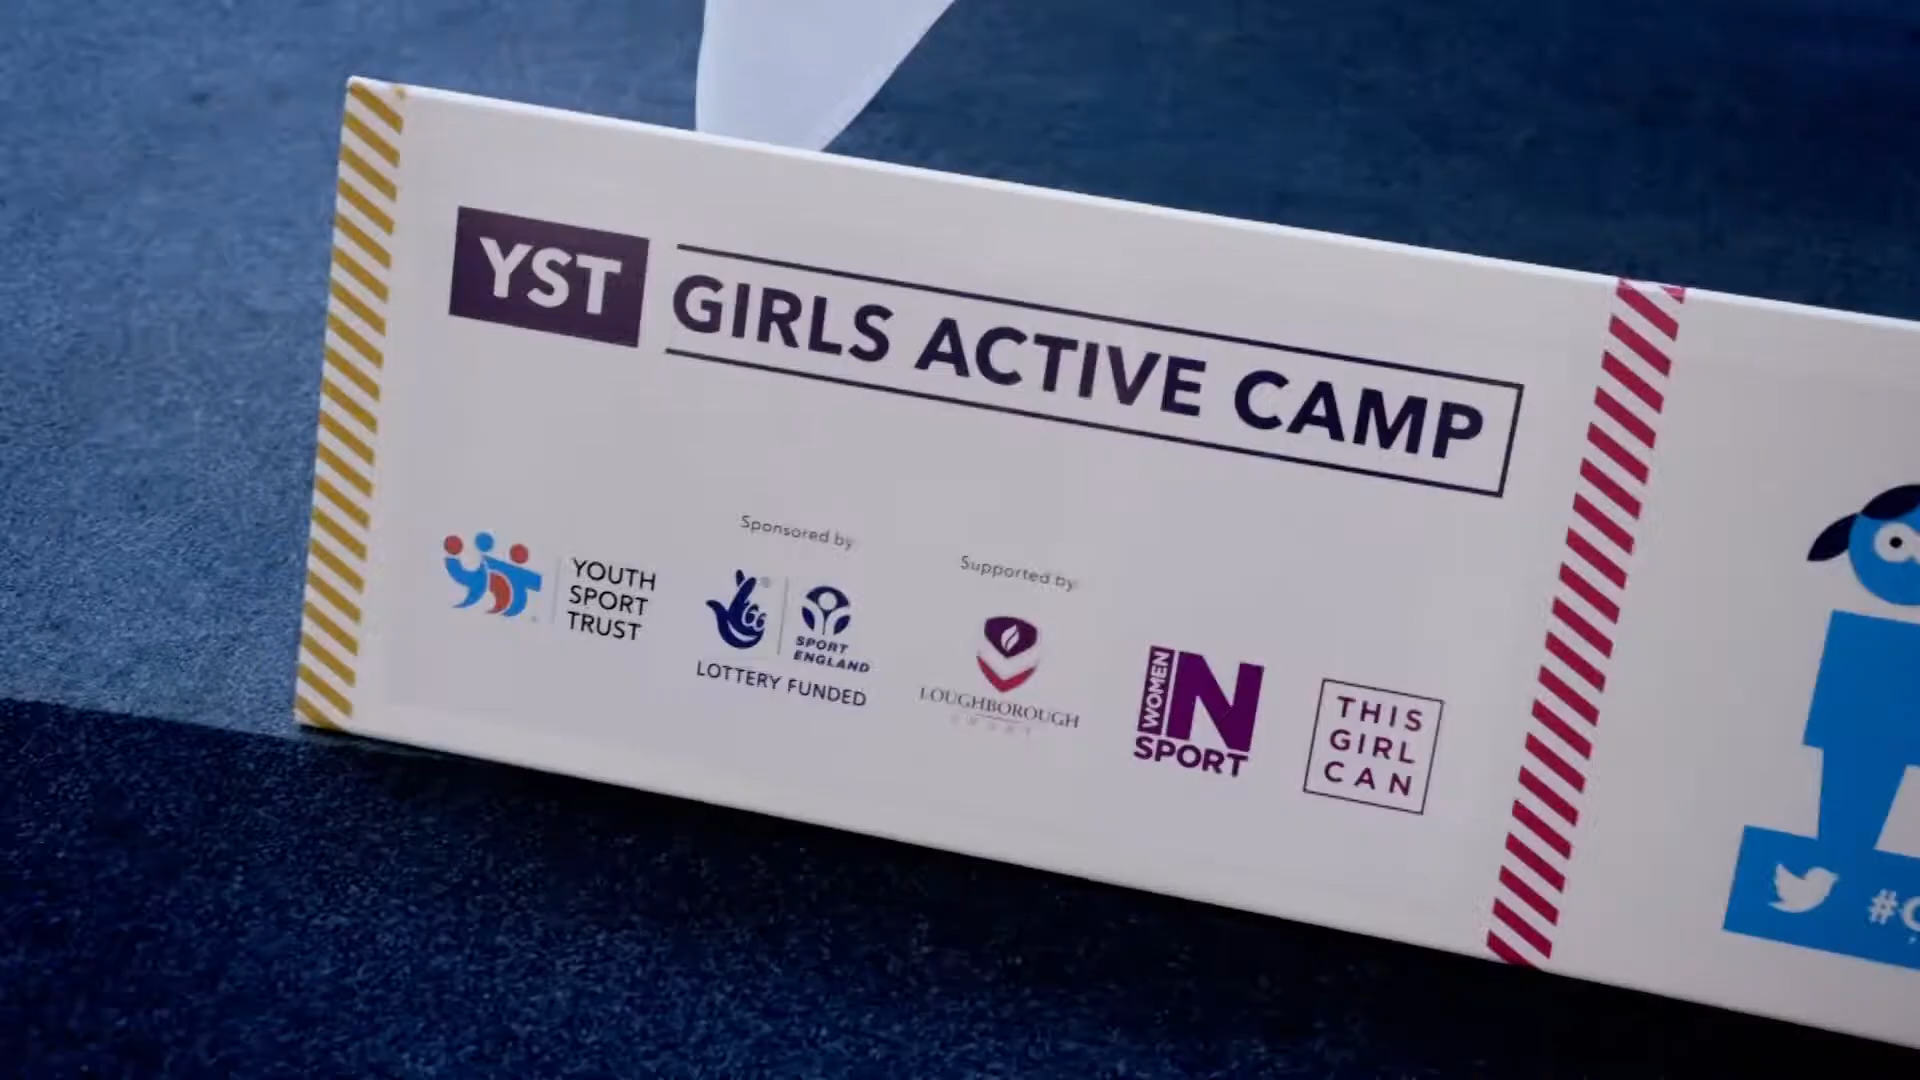 YST GIRLS ACTIVE CAMP
YOUTH
SPORT
TRUST
Sponsored by
SPORT
ENGLAND
LOTTERY FUNDED
Supported by
LOUGHBOROUGH
WOMEN
IN
SPORT
THIS
GIRL
CAN